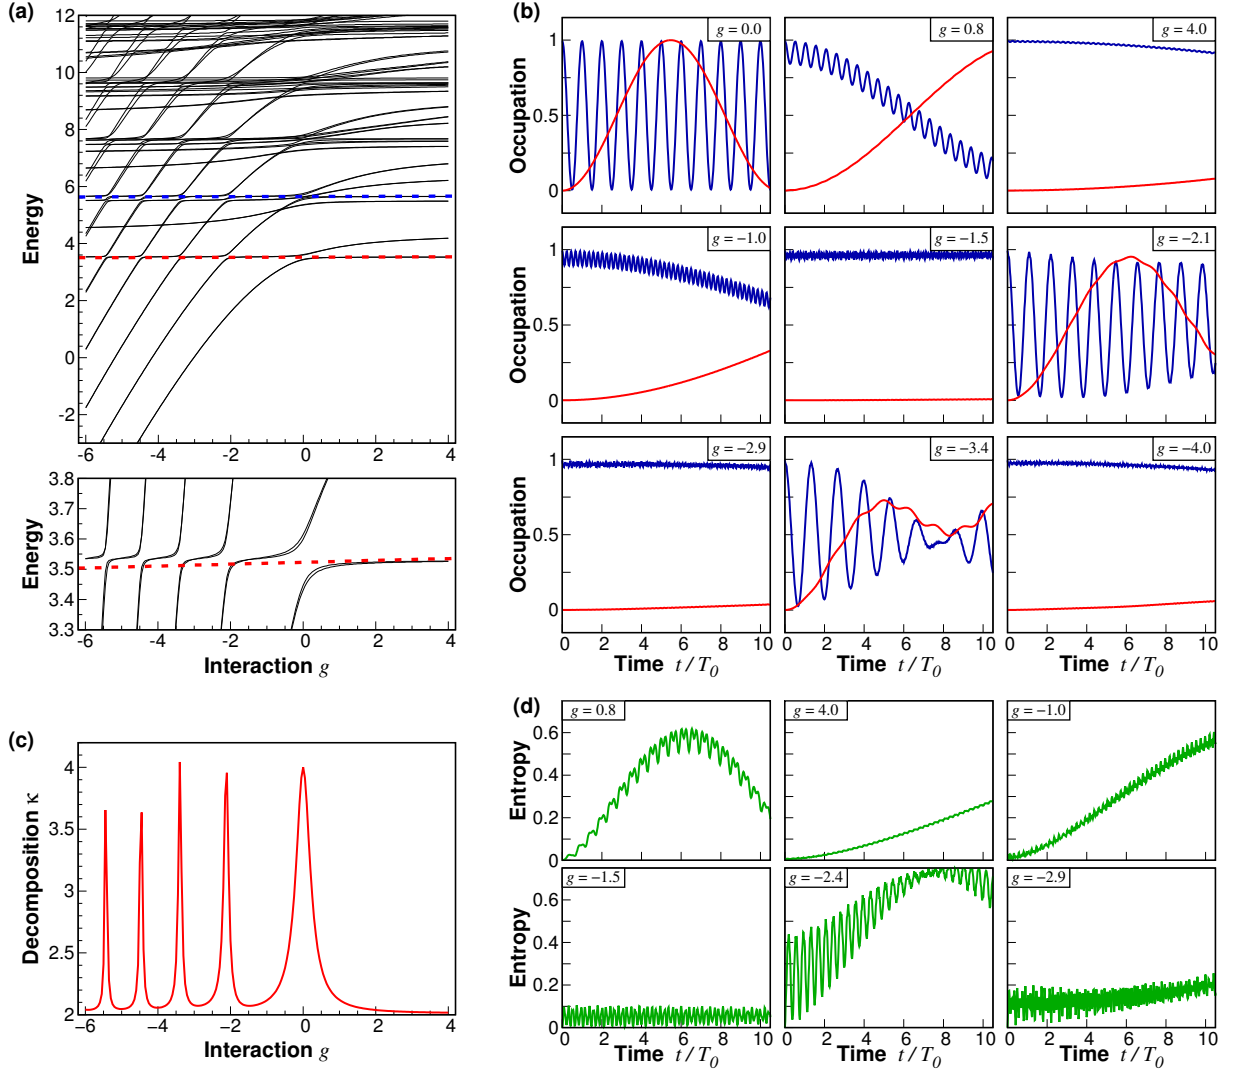 (a)
12
10
8
6
4
2
0
-2
Energy
-6
-4
-2
0
2
4
3.8
3.7
3.6
3.5
3.4
3.3
Energy
-6
-4
-2
0
2
4
Interaction g
(b)
g = 0.0
g = 0.8
g = 4.0
1
0.5
0
Occupation
g = −1.0
g = −1.5
g = −2.1
1
0.5
0
Occupation
g = −2.9
g = −3.4
g = −4.0
1
0.5
0
Occupation
0 2 4 6 8 10
0 2 4 6 8 10
0 2 4 6 8 10
Time t / T0
Time t / T0
Time t / T0
(c)
4
3.5
3
2.5
2
Decomposition κ
-6
-4
-2
0
2
4
Interaction g
(d)
g = 0.8
g = 4.0
g = −1.0
0.6
0.4
0.2
0
Entropy
g = −1.5
g = −2.4
g = −2.9
0.6
0.4
0.2
0
Entropy
0 2 4 6 8 10
0 2 4 6 8 10
0 2 4 6 8 10
Time t / T0
Time t / T0
Time t / T0